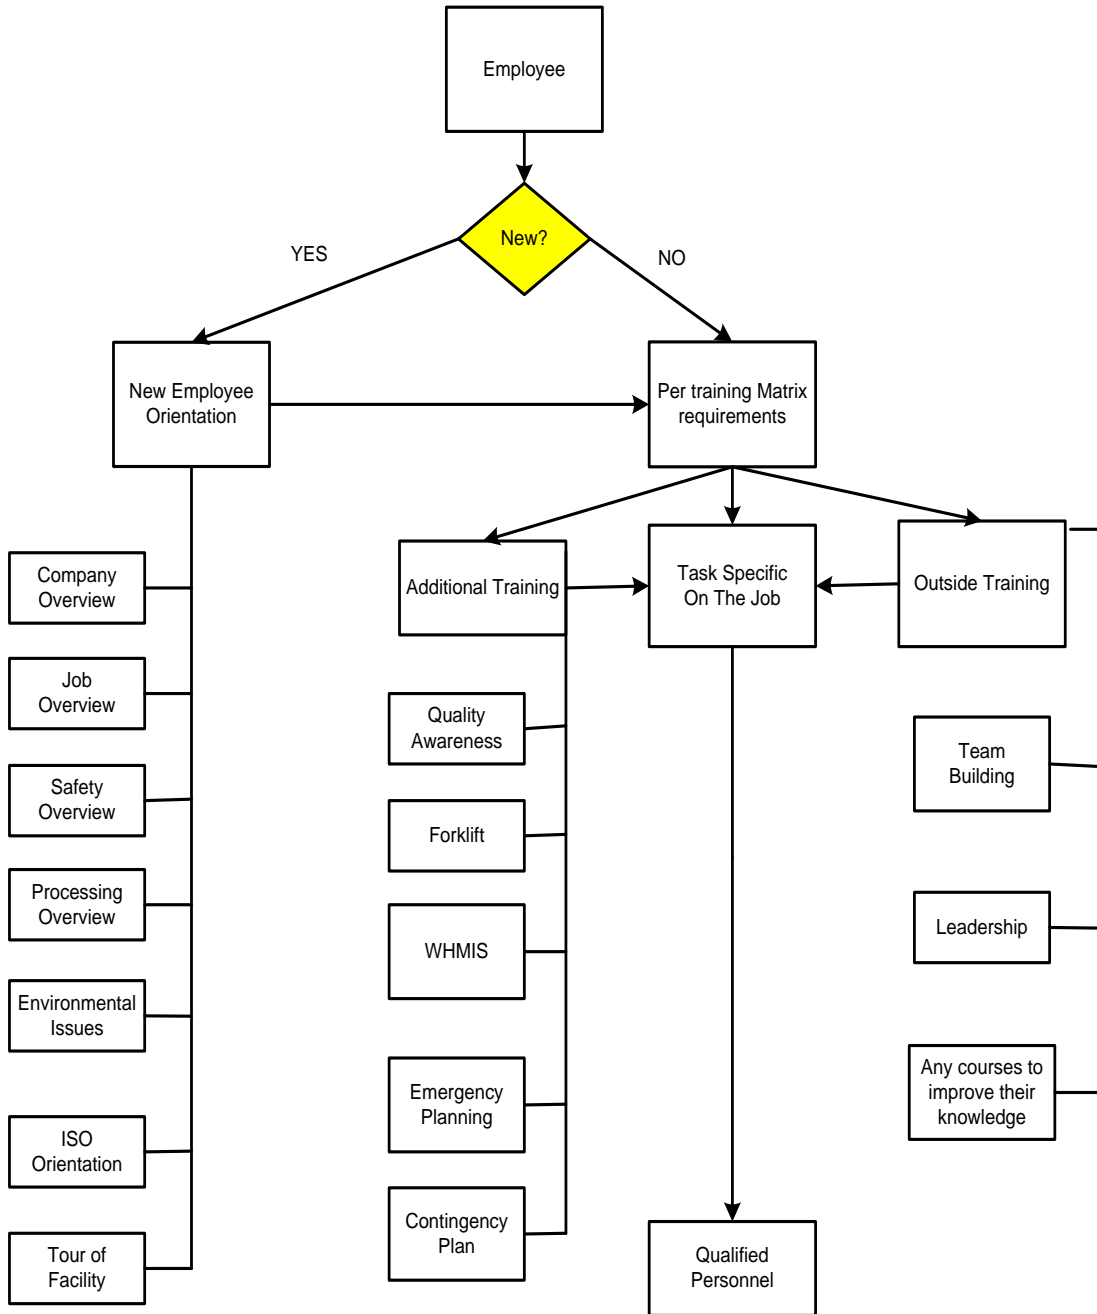 Employee
New?
YES
NO
New Employee
Orientation
Per training Matrix
requirements
Company
Overview
Job
Overview
Safety
Overview
Processing
Overview
Environmental
Issues
ISO
Orientation
Tour of
Facility
Additional Training
Quality
Awareness
Forklift
WHMIS
Emergency
Planning
Contingency
Plan
Task Specific
On The Job
Qualified
Personnel
Outside Training
Team
Building
Leadership
Any courses to
improve their
knowledge